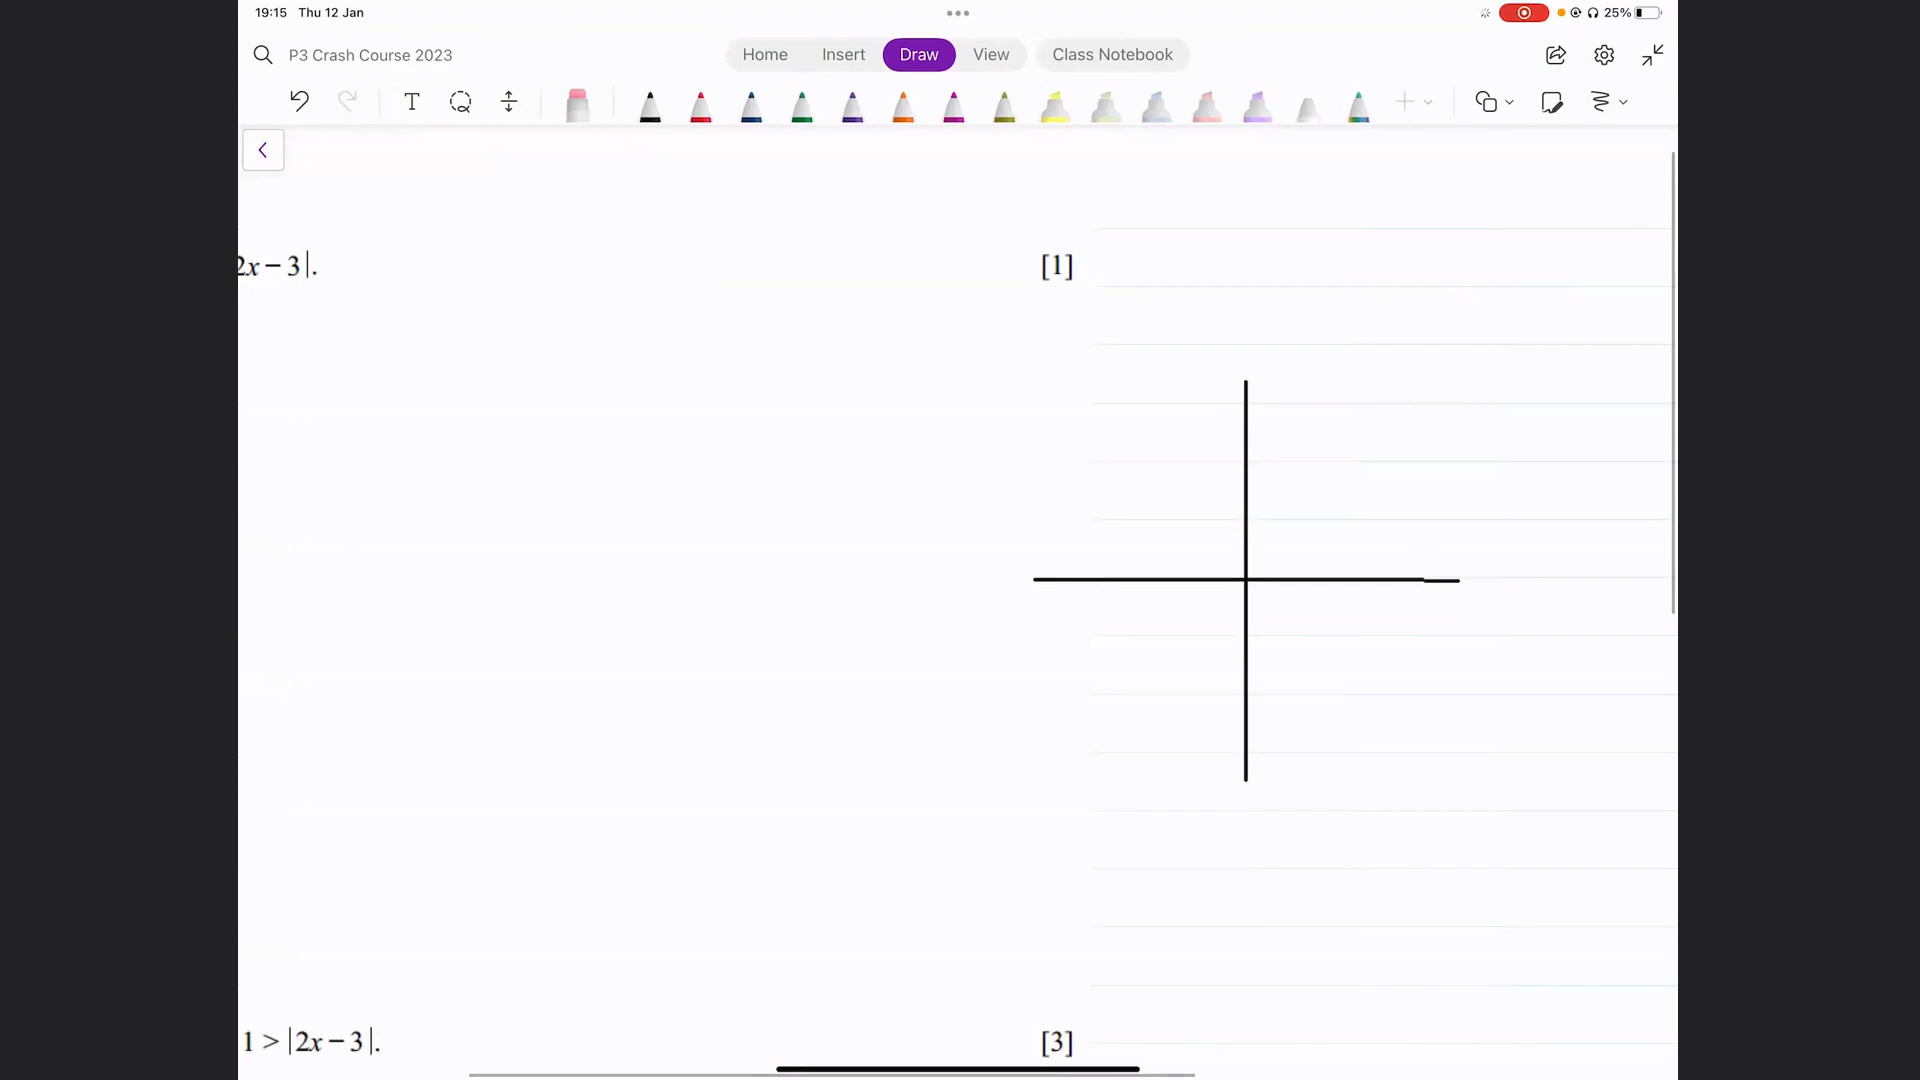 19:15 Thu 12 Jan 25%
P3 Crash Course 2023 Home Insert Draw View Class Notebook
T
2x − 3|. [1]
1 > |2x − 3|. [3]